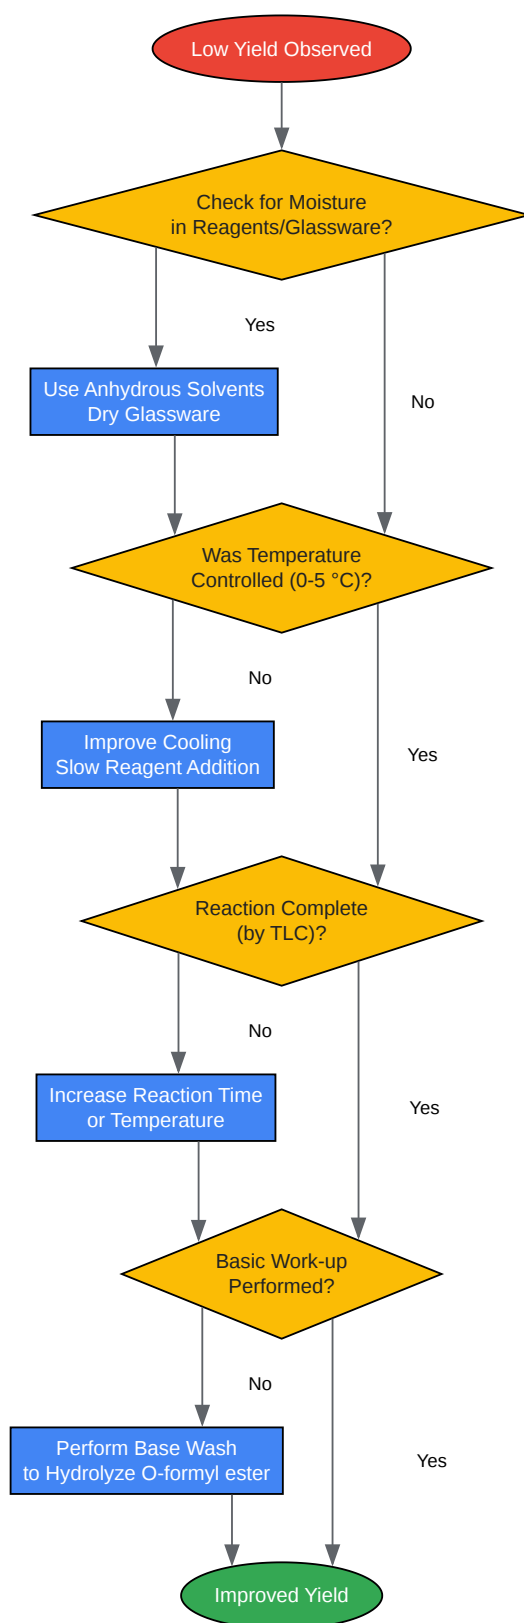 Low Yield Observed
Check for Moisture
in Reagents/Glassware?
Yes
Use Anhydrous Solvents
Dry Glassware
No
Was Temperature
Controlled (0-5 °C)?
No
Improve Cooling
Slow Reagent Addition
Yes
Reaction Complete
(by TLC)?
No
Increase Reaction Time
or Temperature
Yes
Basic Work-up
Performed?
No
Perform Base Wash
to Hydrolyze O-formyl ester
Yes
Improved Yield